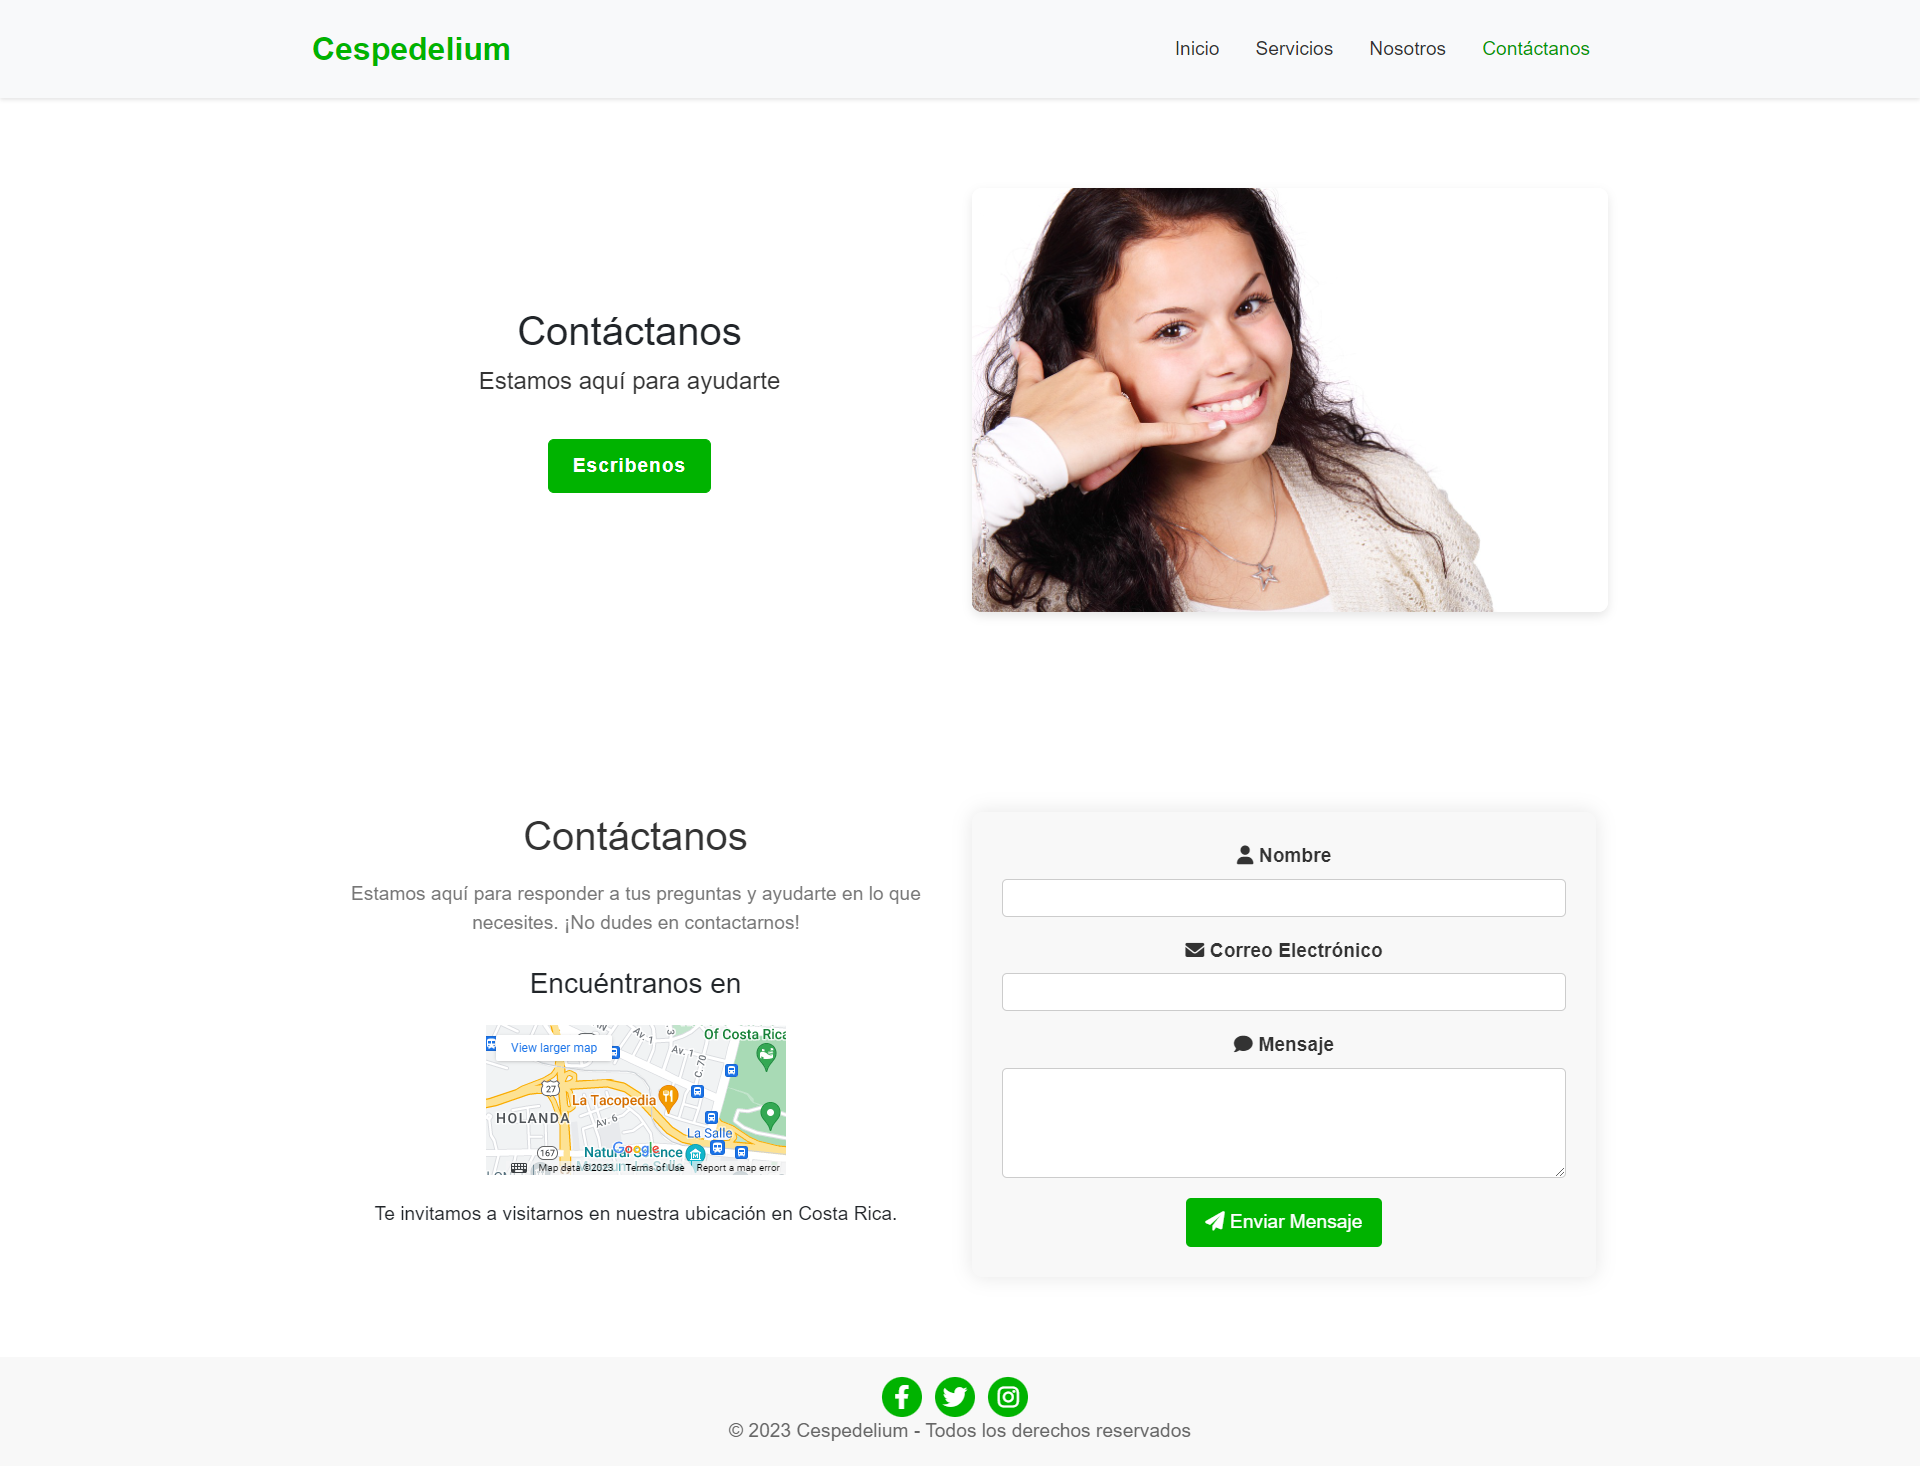 Cespedelium
Inicio Servicios Nosotros Contáctanos
Contáctanos
Estamos aquí para ayudarte
Escribenos
Contáctanos
Estamos aquí para responder a tus preguntas y ayudarte en lo que
necesites. ¡No dudes en contactarnos!
Encuéntranos en
Of Costa Rica
View larger map
Av. 1
Av. 1
3
C. 70
27
La Tacopedia
HOLANDA
Av. 6
La Salle
167
Natural Science
Google
Map data ©2023 Terms of Use Report a map error
Te invitamos a visitarnos en nuestra ubicación en Costa Rica.
Nombre
Correo Electrónico
Mensaje
Enviar Mensaje
© 2023 Cespedelium - Todos los derechos reservados